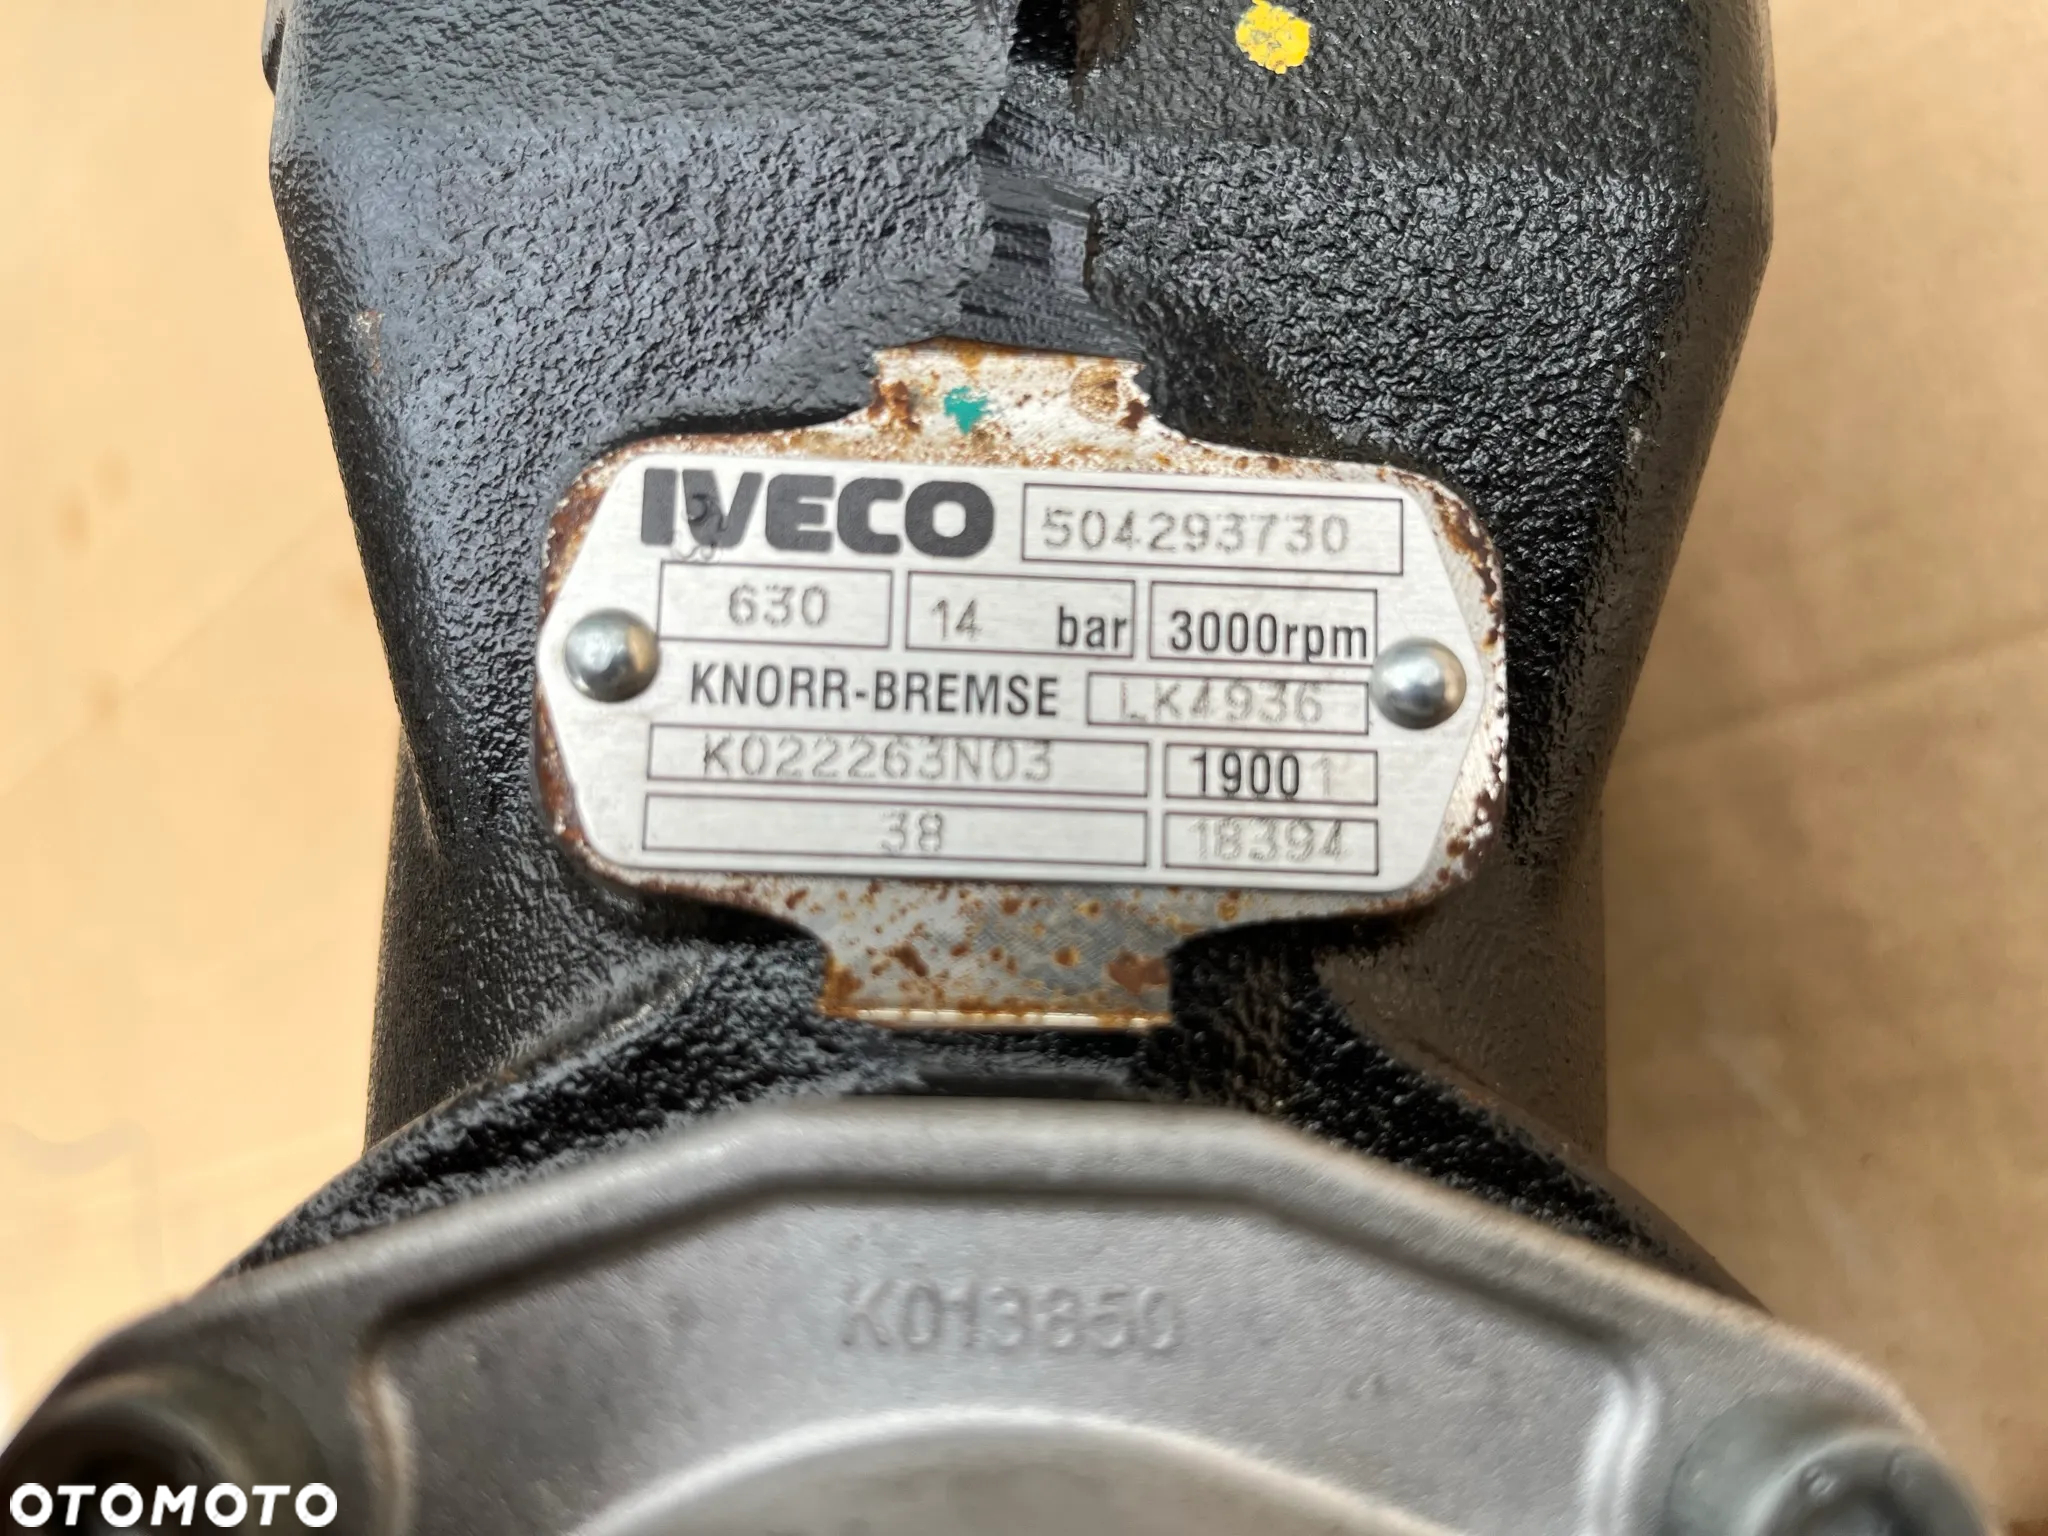 IVECO 504293730
630 14 bar 3000rpm
KNORR-BREMSE LK4936
K022263N03 19001
38 18394
K013850
OTOMOTO